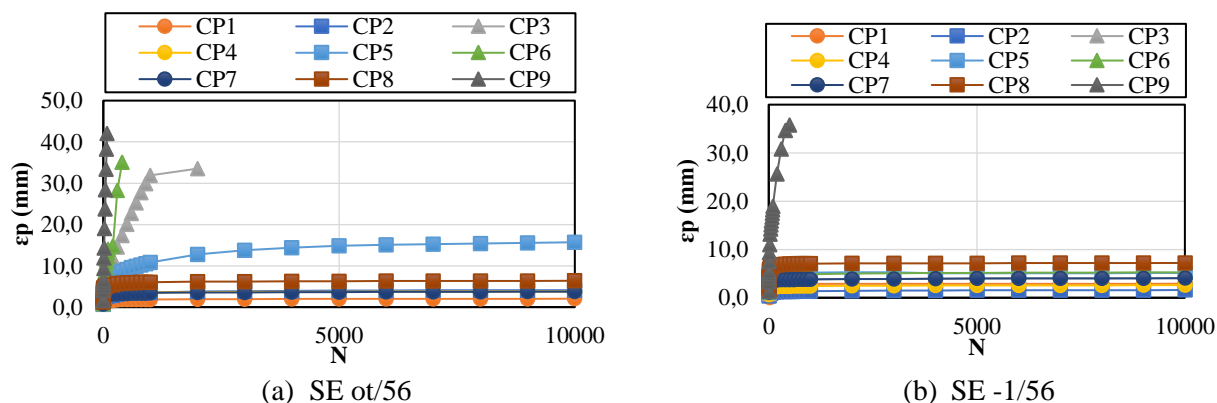 CP1 CP2 CP3
CP4 CP5 CP6
CP7 CP8 CP9
50,0
40,0
30,0
20,0
10,0
0,0
εp (mm)
0 5000 10000
N
(a) SE ot/56
CP1 CP2 CP3
CP4 CP5 CP6
CP7 CP8 CP9
40,0
30,0
20,0
10,0
0,0
εp (mm)
0 5000 10000
N
(b) SE -1/56